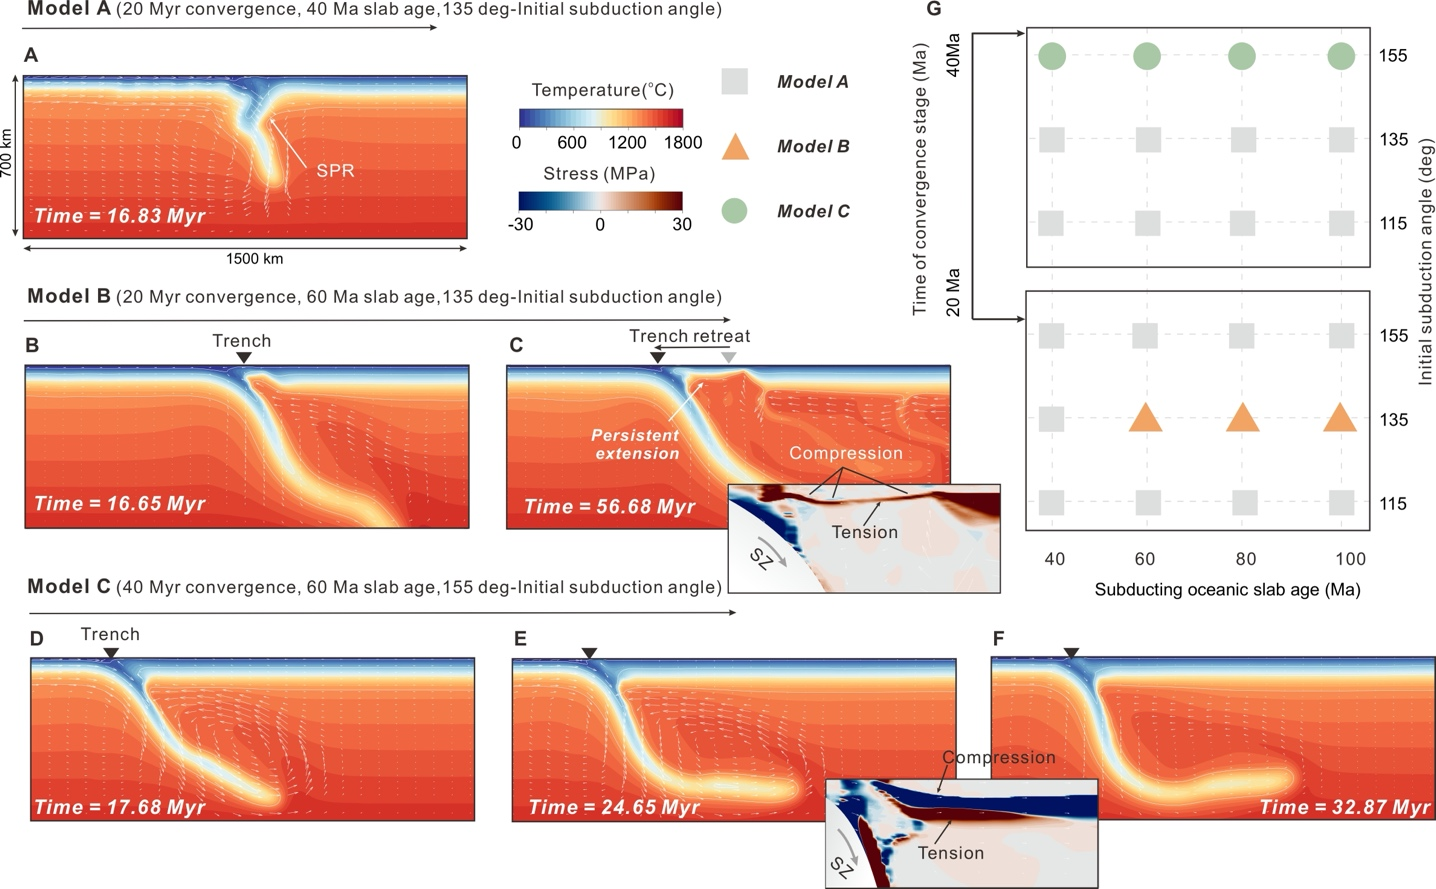 Model A (20 Myr convergence, 40 Ma slab age,135 deg-Initial subduction angle)
A
700 km
SPR
Time = 16.83 Myr
1500 km
Temperature(°C)
0 600 1200 1800
Stress (MPa)
-30 0 30
Model A
Model B
Model C
Model B (20 Myr convergence, 60 Ma slab age,135 deg-Initial subduction angle)
B
Trench
Time = 16.65 Myr
C
Trench retreat
Persistent
extension
Time = 56.68 Myr
Compression
Tension
SZ
Model C (40 Myr convergence, 60 Ma slab age,155 deg-Initial subduction angle)
D
Trench
Time = 17.68 Myr
E
Time = 24.65 Myr
Compression
Tension
SZ
F
Time = 32.87 Myr
G
Time of convergence stage (Ma)
40Ma
20 Ma
155
135
115
155
135
115
Initial subduction angle (deg)
40 60 80 100
Subducting oceanic slab age (Ma)